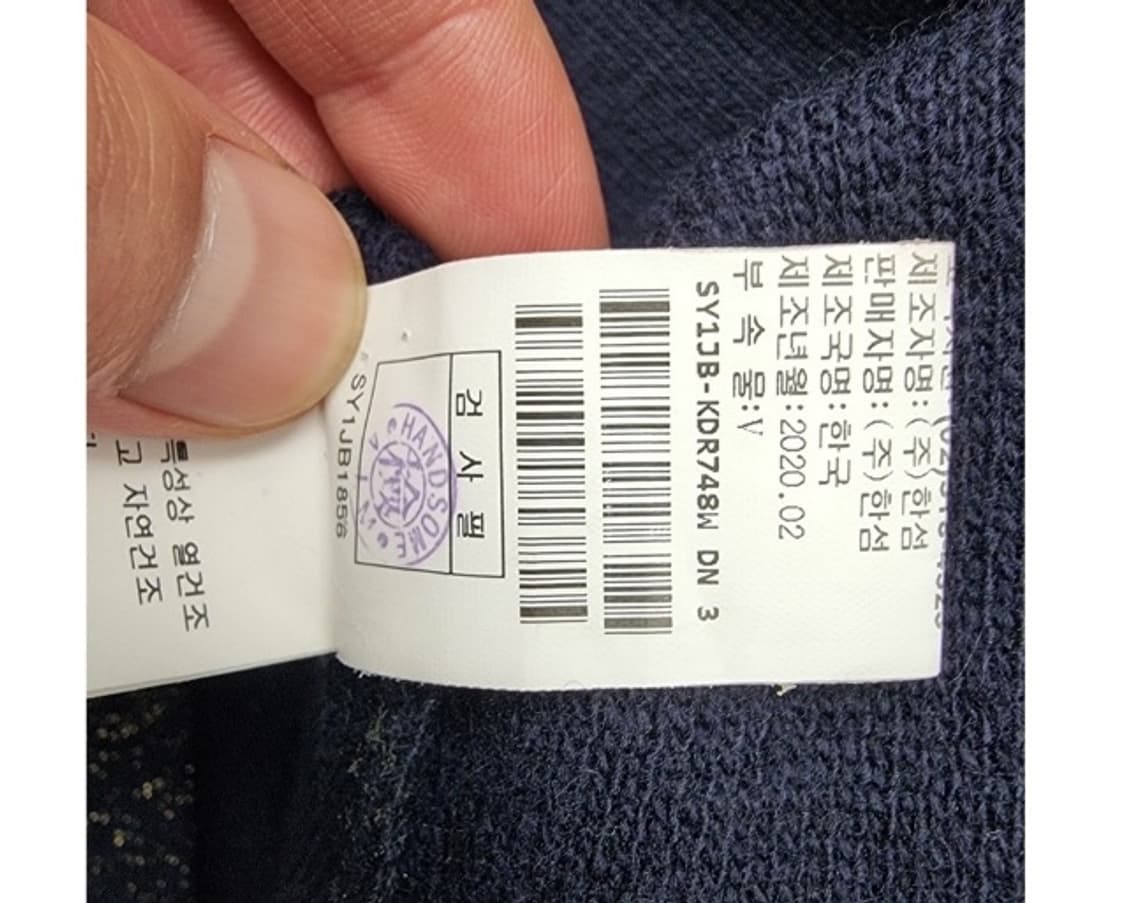 제조자명: (주)한섬
판매자명: (주)한섬
제조국명: 한국
제조년월: 2020.02
부 속 물: V
SY1JB-KDR748W DN 3
검 사 필
HANDSOME
SY1JB1856
특성상 열건조
고 자연건조